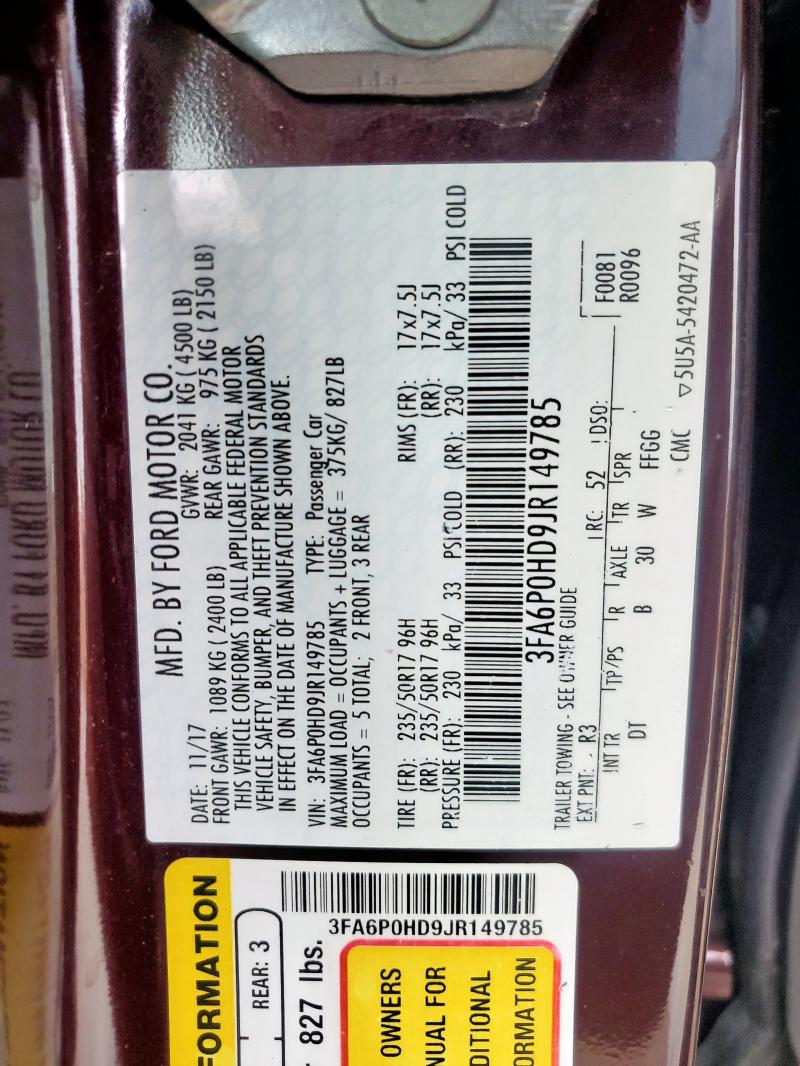 MFD. BY FORD MOTOR CO.
DATE: 11/17 GVWR: 2041 KG ( 4500 LB)
FRONT GAWR: 1089 KG ( 2400 LB) REAR GAWR: 975 KG ( 2150 LB)
THIS VEHICLE CONFORMS TO ALL APPLICABLE FEDERAL MOTOR
VEHICLE SAFETY, BUMPER, AND THEFT PREVENTION STANDARDS
IN EFFECT ON THE DATE OF MANUFACTURE SHOWN ABOVE.
VIN: 3FA6P0HD9JR149785 TYPE: Passenger Car
MAXIMUM LOAD = OCCUPANTS + LUGGAGE = 375KG/ 827LB
OCCUPANTS = 5 TOTAL; 2 FRONT, 3 REAR
TIRE (FR): 235/50R17 96H RIMS (FR): 17x7.5J
(RR): 235/50R17 96H (RR): 17x7.5J
PRESSURE (FR): 230 kPa/ 33 PSI COLD (RR): 230 kPa/ 33 PSI COLD
3FA6P0HD9JR149785
TRAILER TOWING - SEE OWNER GUIDE
EXT PNT: R3 RC: 52 DSO: F0081
R0096
INT TR TP/PS R AXLE TR SPR
DT B 30 W FFGG
CMC ▽5U5A-5420472-AA
FORMATION
REAR: 3
827 lbs.
3FA6P0HD9JR149785
OWNERS
NUAL FOR
DITIONAL
ORMATION